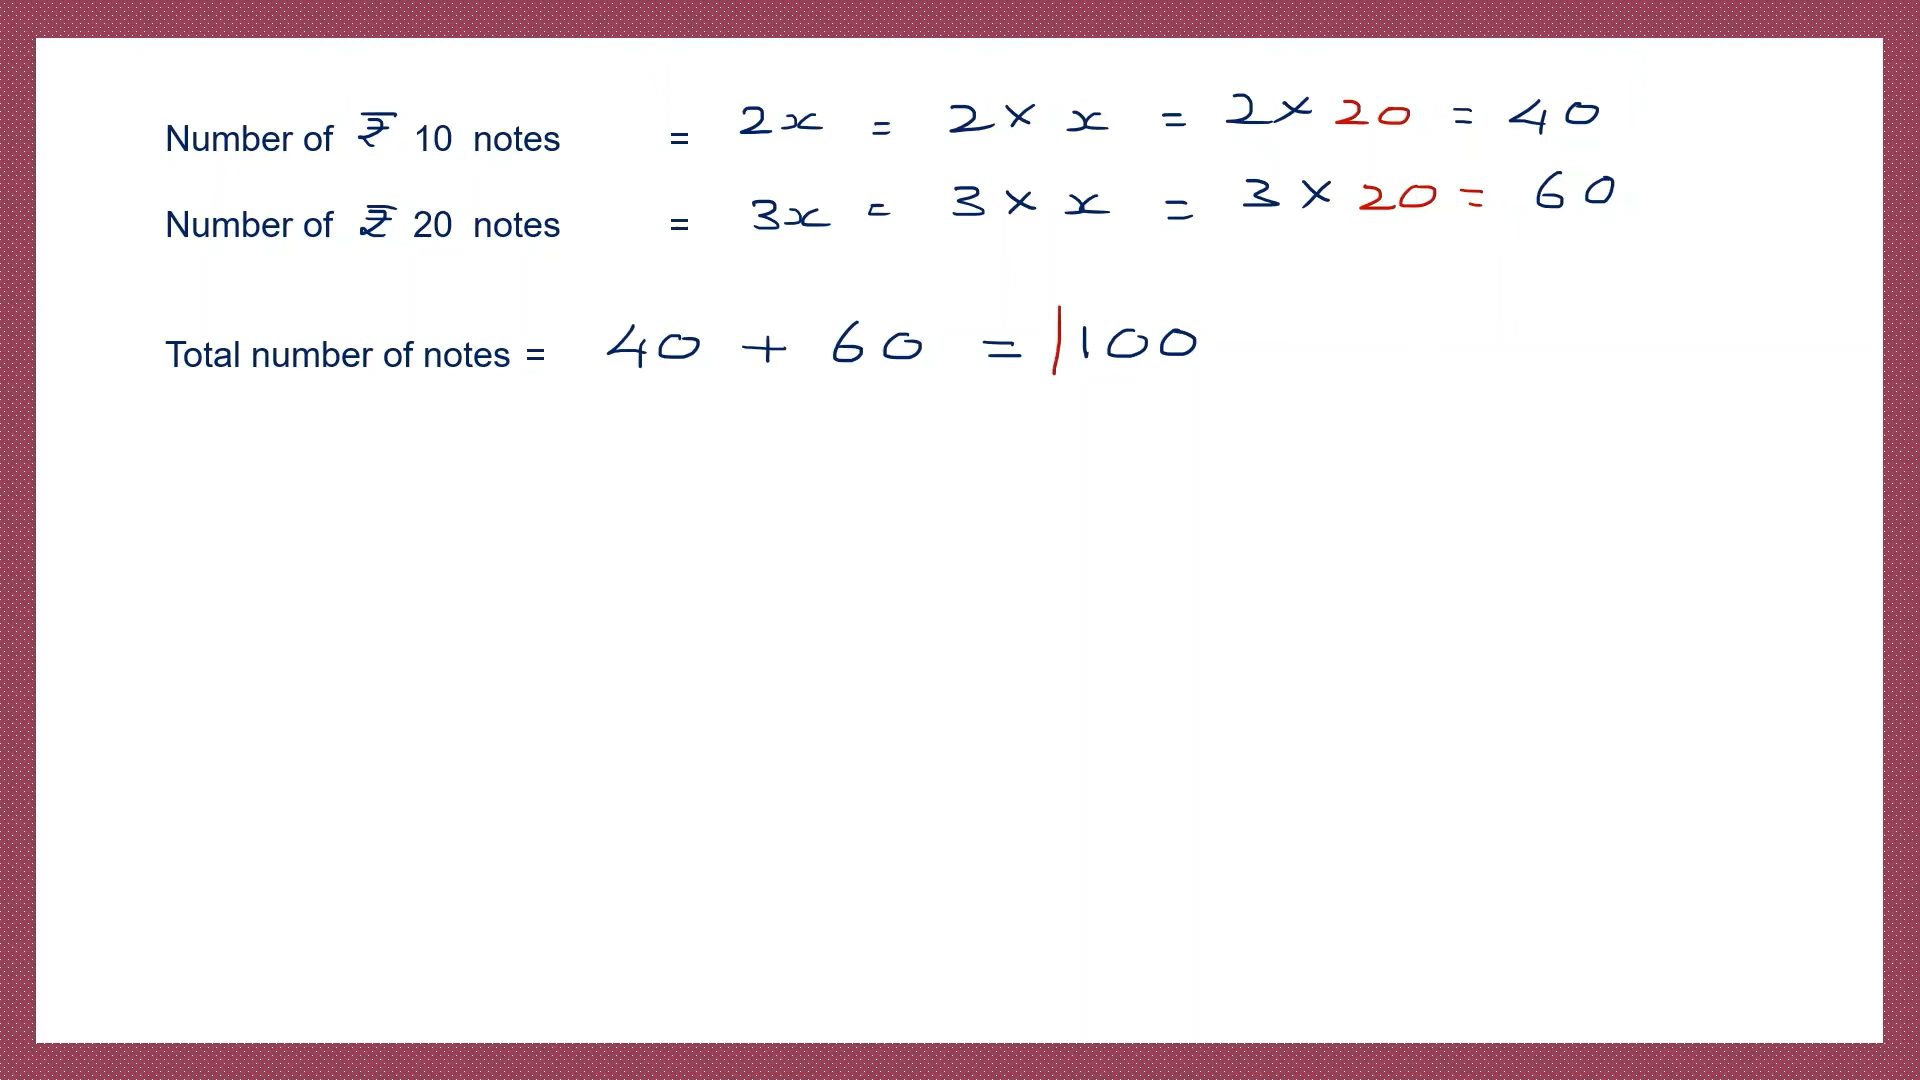 Number of ₹ 10 notes = 2x = 2 × x = 2 × 20 = 40
Number of ₹ 20 notes = 3x = 3 × x = 3 × 20 = 60
Total number of notes = 40 + 60 = 100